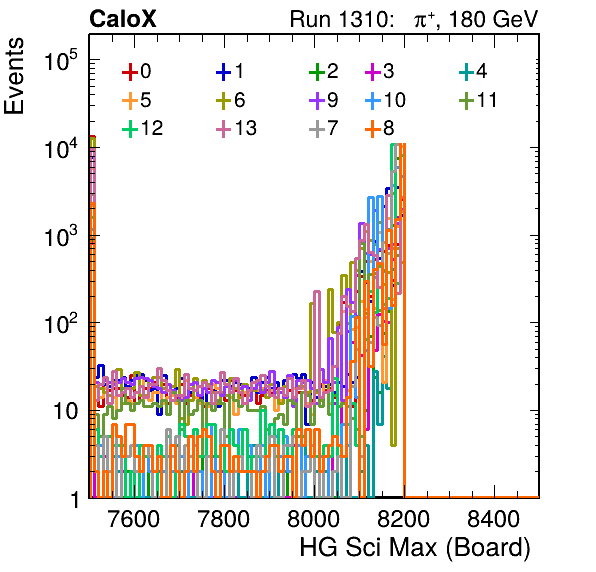 CaloX Run 1310: π⁺, 180 GeV
Events
10⁵
10⁴
10³
10²
10
1
0 1 2 3 4
5 6 9 10 11
12 13 7 8
7600 7800 8000 8200 8400
HG Sci Max (Board)